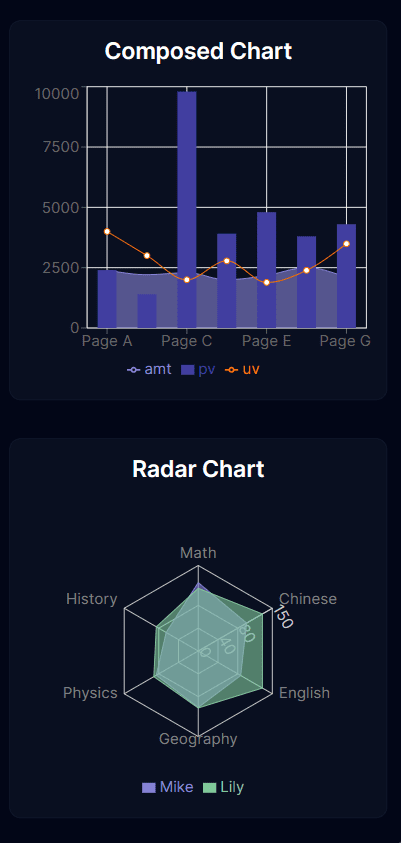 Composed Chart
10000
7500
5000
2500
0
Page A Page C Page E Page G
amt pv uv
Radar Chart
Math
History Chinese
150
80
40
0
Physics English
Geography
Mike Lily